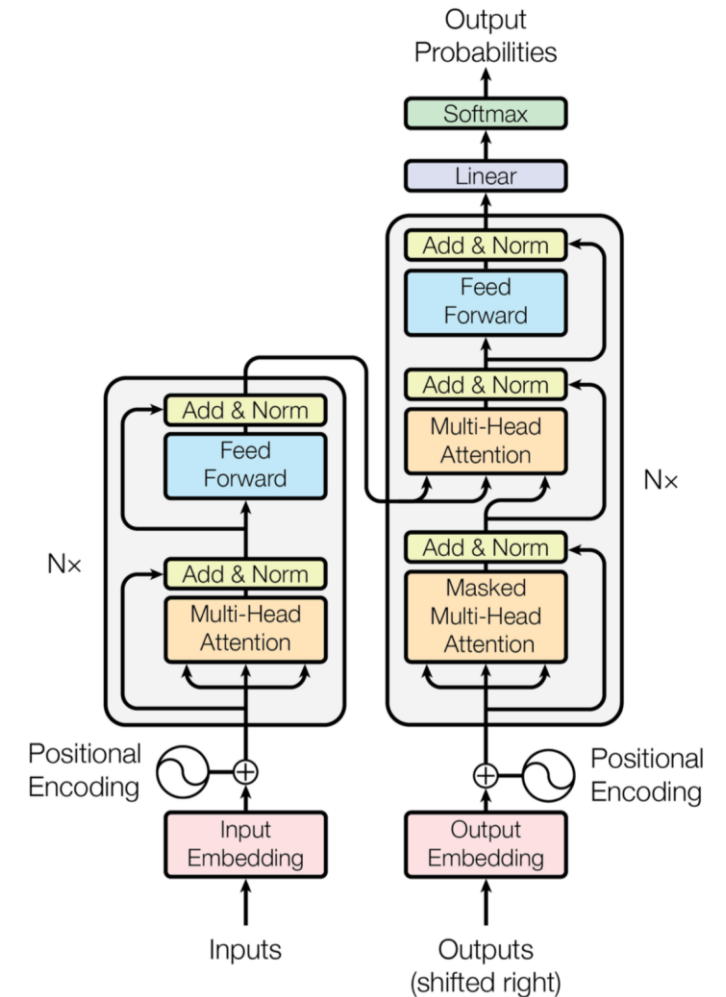 Output
Probabilities
Softmax
Linear
Add & Norm
Feed
Forward
Add & Norm
Multi-Head
Attention
Add & Norm
Masked
Multi-Head
Attention
N×
Add & Norm
Feed
Forward
Add & Norm
Multi-Head
Attention
N×
Positional
Encoding
Positional
Encoding
Input
Embedding
Output
Embedding
Inputs
Outputs
(shifted right)